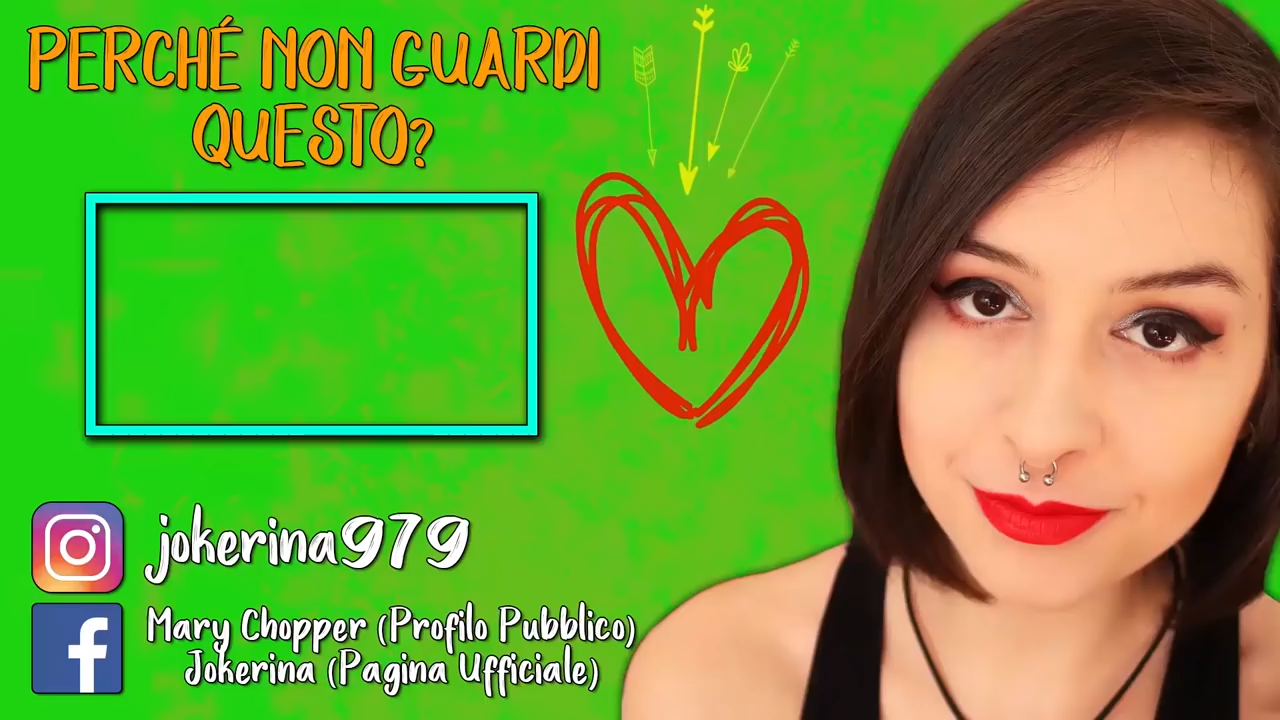 PERCHÉ NON GUARDI
QUESTO?
jokerina979
Mary Chopper (Profilo Pubblico)
Jokerina (Pagina Ufficiale)